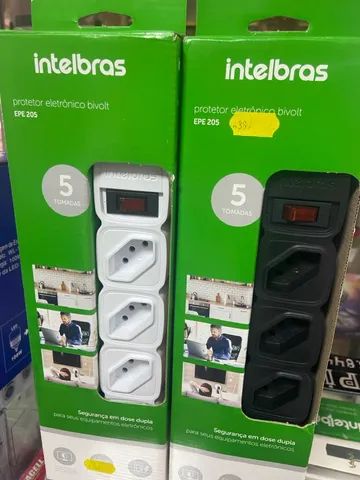 intelbras
protetor eletrônico bivolt
EPE 205
5
TOMADAS
intelbras
Segurança em dose dupla
para seus equipamentos eletrônicos
intelbras
protetor eletrônico bivolt
EPE 205
5
TOMADAS
Segurança em dose dupla
para seus equipamentos eletrônicos